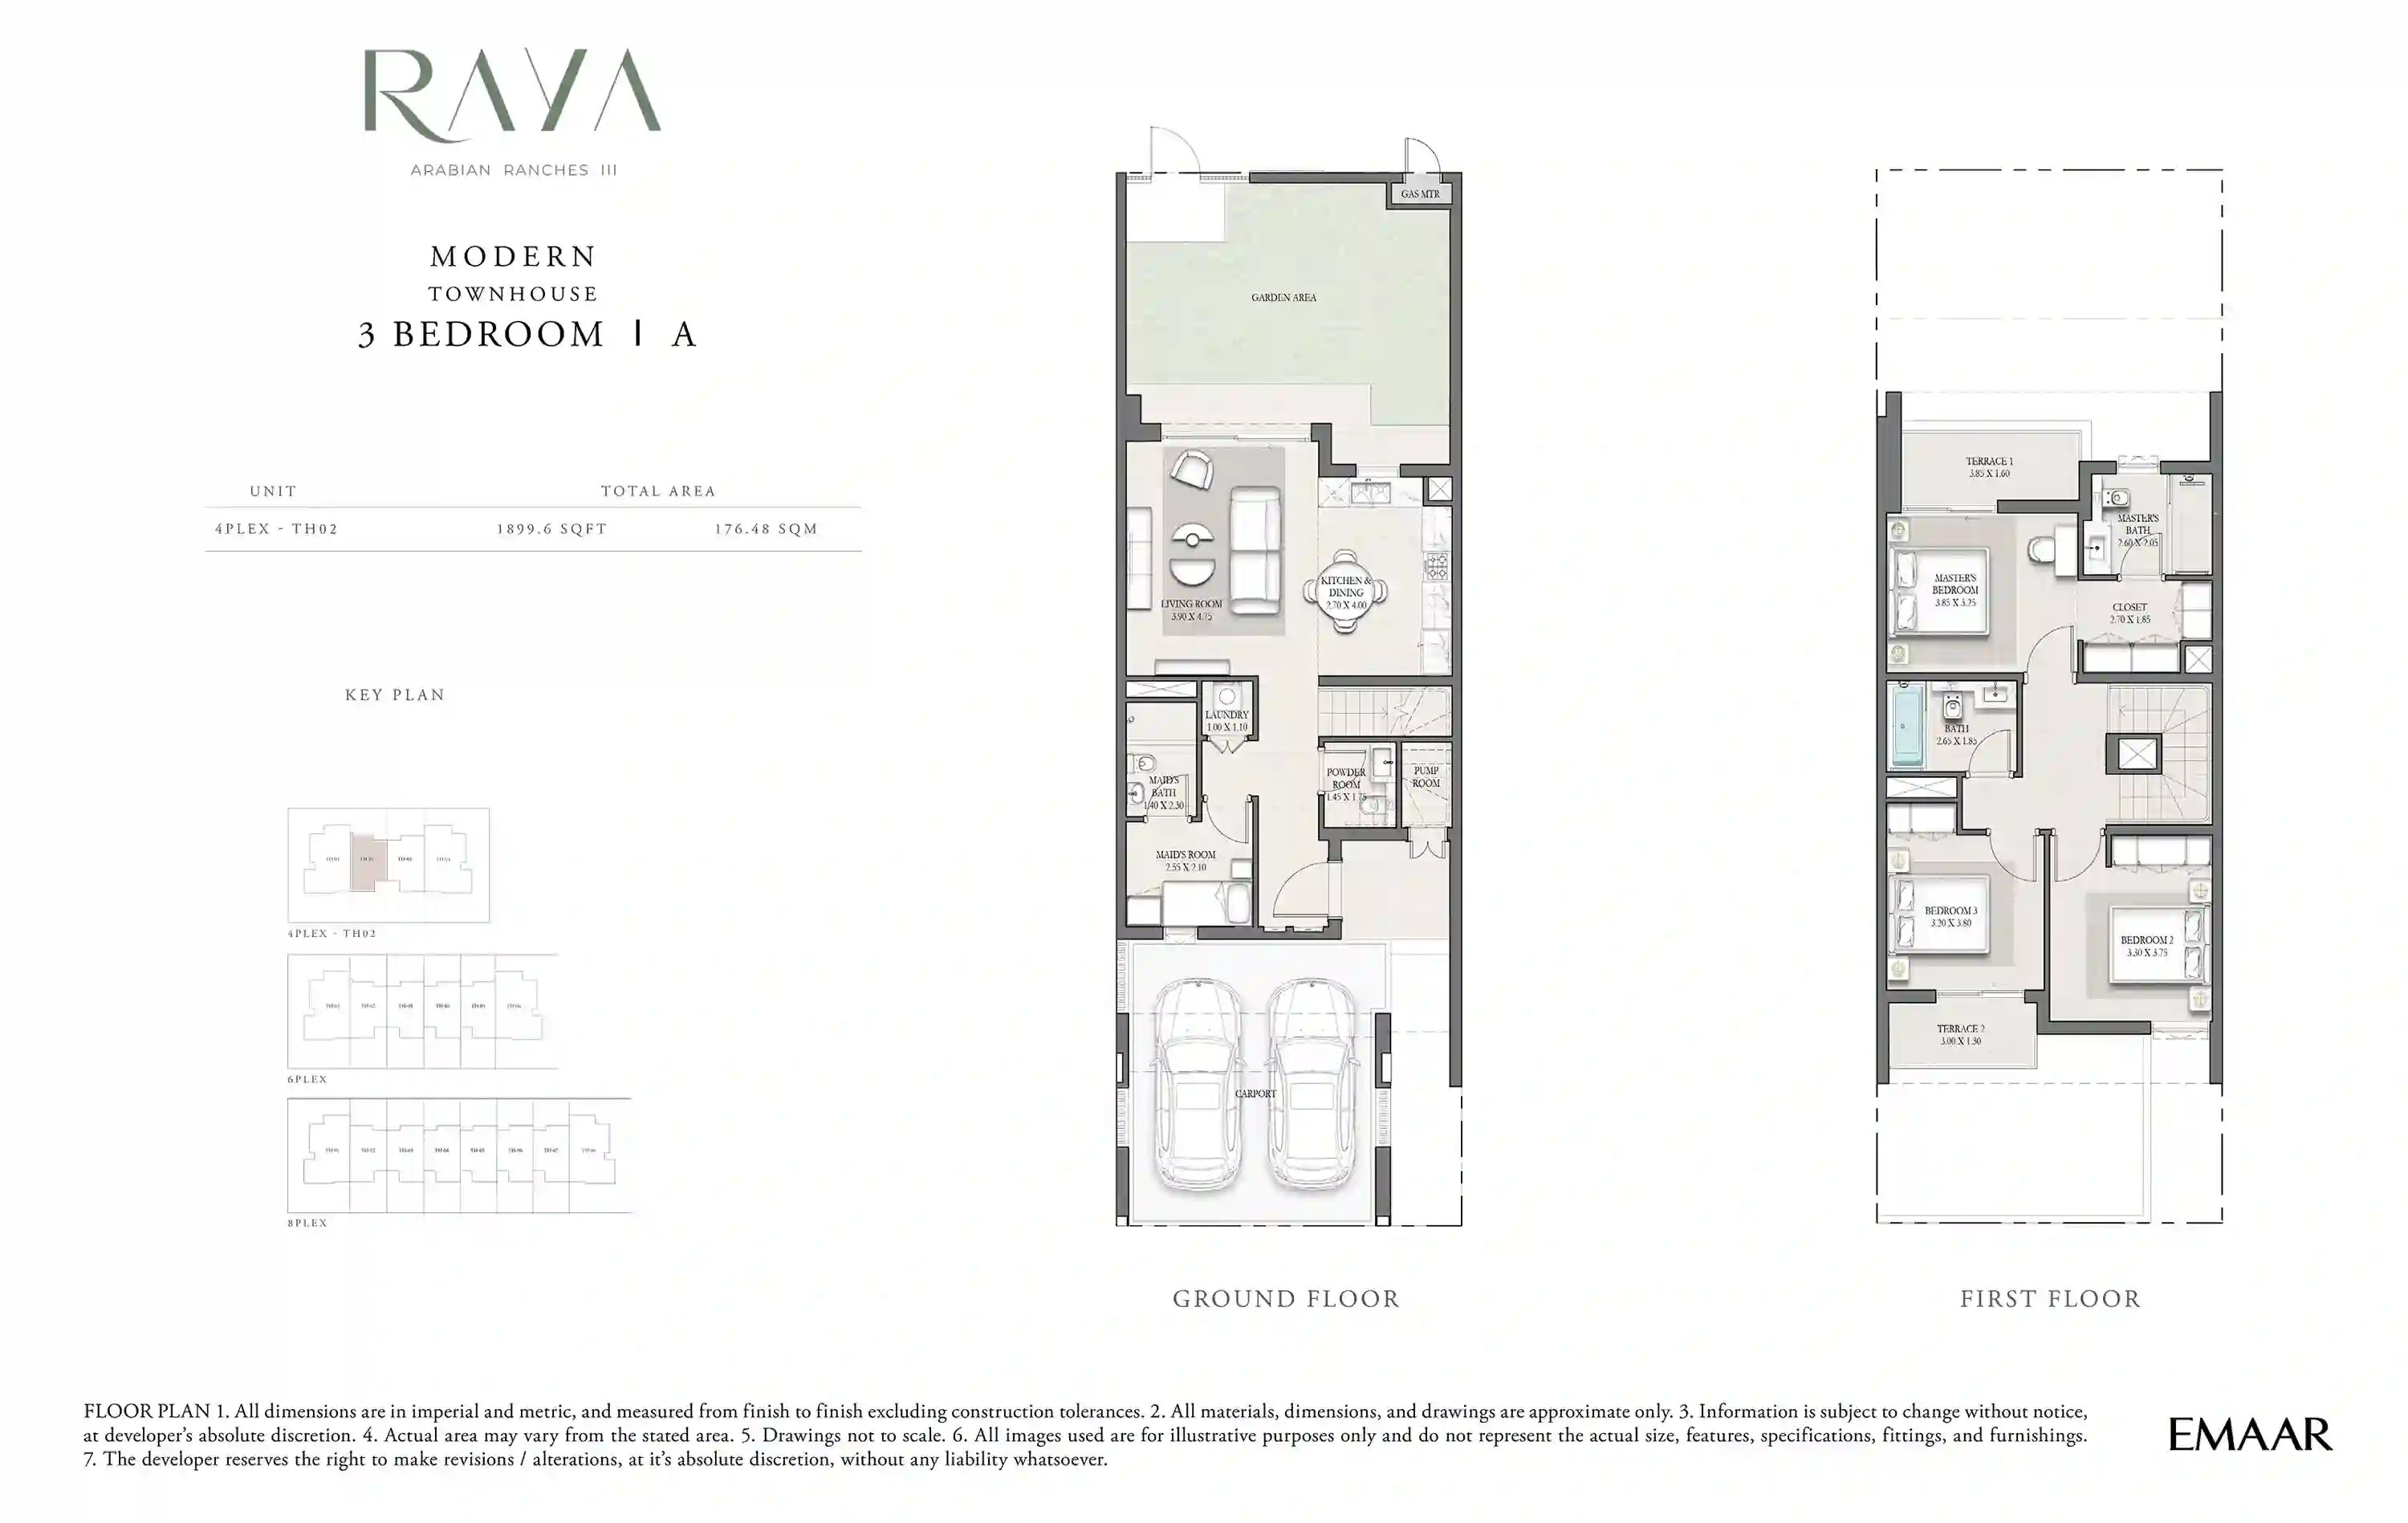 RAYA
ARABIAN RANCHES III
MODERN
TOWNHOUSE
3 BEDROOM | A
UNIT TOTAL AREA
4PLEX - TH02 1899.6 SQFT 176.48 SQM
KEY PLAN
4PLEX - TH02
6PLEX
8PLEX
GAS MTR
GARDEN AREA
LIVING ROOM
3.90 X 4.75
KITCHEN &
DINING
2.70 X 4.00
LAUNDRY
1.00 X 1.10
MAID'S
BATH
1.40 X 2.30
POWDER
ROOM
1.45 X 1.75
PUMP
ROOM
MAID'S ROOM
2.55 X 2.10
CARPORT
GROUND FLOOR
TERRACE 1
3.85 X 1.60
MASTER'S
BATH
2.60 X 2.05
MASTER'S
BEDROOM
3.85 X 3.25
CLOSET
2.70 X 1.85
BATH
2.65 X 1.85
BEDROOM 3
3.20 X 3.80
BEDROOM 2
3.30 X 3.75
TERRACE 2
3.00 X 1.30
FIRST FLOOR
FLOOR PLAN 1. All dimensions are in imperial and metric, and measured from finish to finish excluding construction tolerances. 2. All materials, dimensions, and drawings are approximate only. 3. Information is subject to change without notice,
at developer's absolute discretion. 4. Actual area may vary from the stated area. 5. Drawings not to scale. 6. All images used are for illustrative purposes only and do not represent the actual size, features, specifications, fittings, and furnishings.
7. The developer reserves the right to make revisions / alterations, at it's absolute discretion, without any liability whatsoever.
EMAAR